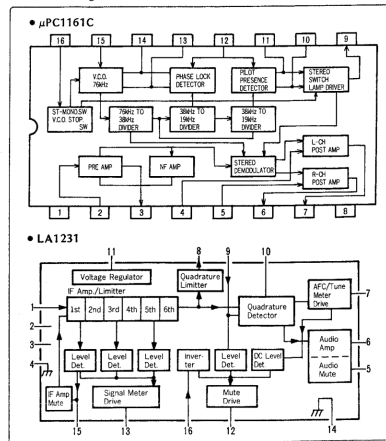 • µPC1161C
16 15 14 13 12 11 10 9
V.C.O.
76kHz
PHASE LOCK
DETECTOR
PILOT
PRESENCE
DETECTOR
STEREO
SWITCH
LAMP DRIVER
ST-MONO.SW
V.C.O. STOP
SW
76kHz TO
38kHz
DIVIDER
38kHz TO
19kHz
DIVIDER
38kHz TO
19kHz
DIVIDER
PRE AMP
NF AMP
STEREO
DEMODULATOR
L-CH
POST AMP
R-CH
POST AMP
1 2 3 4 5 6 7 8
• LA1231
11
8
9
10
Voltage Regulator
Quadrature
Limiter
IF Amp./Limiter
1st 2nd 3rd 4th 5th 6th
Quadrature
Detector
AFC/Tune
Meter
Drive
7
1
2
3
4
Level
Det.
Level
Det.
Level
Det.
Inver-
ter
Level
Det.
DC Level
Det.
Audio
Amp
6
Audio
Mute
5
IF Amp
Mute
Signal Meter
Drive
Mute Drive
15 13 16 12 14